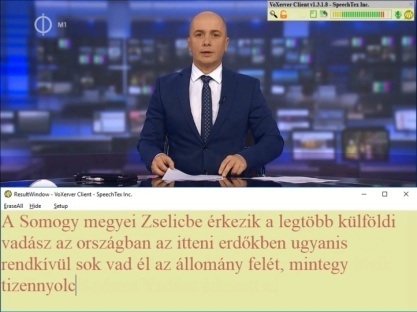 VoXerver Client v1.3.1.8 - SpeechTex Inc.
M1
ResultWindow - VoXerver Client - SpeechTex Inc.
EraseAll Hide Setup
A Somogy megyei Zselicbe érkezik a legtöbb külföldi
vadász az országban az itteni erdőkben ugyanis
rendkívül sok vad él az állomány felét, mintegy
tizennyolc